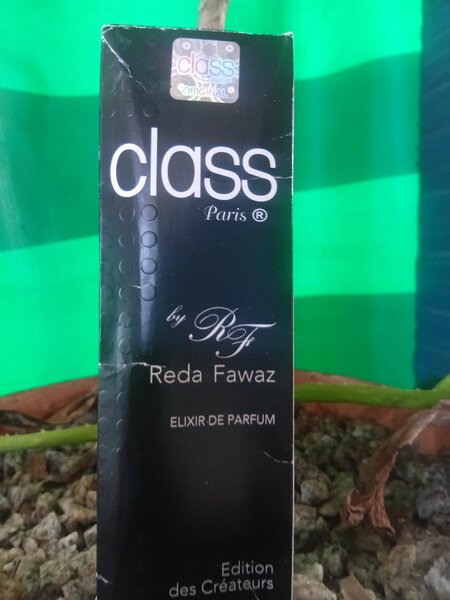 class
ORIGINAL
class
Paris ®
by RF
Reda Fawaz
ELIXIR DE PARFUM
Edition
des Créateurs